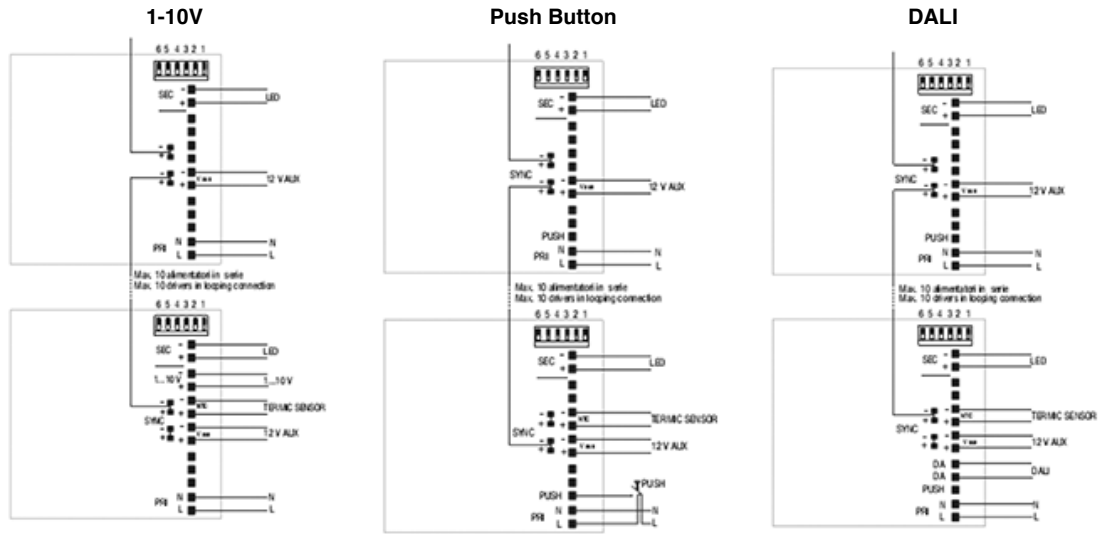 1-10V
6 5 4 3 2 1
SEC - +
LED
- +
- +
- +
12 V AUX
PRI
N
N
L
L
Max. 10 alimentatori in serie
Max. 10 drivers in looping connection
6 5 4 3 2 1
SEC - +
LED
1...10V - +
1...10V
- +
NTC
TERMIC SENSOR
SYNC
- +
- +
12 V AUX
PRI
N
N
L
L
Push Button
6 5 4 3 2 1
SEC - +
LED
- +
SYNC
- +
- +
12 V AUX
PUSH
PRI
N
N
L
L
Max. 10 alimentatori in serie
Max. 10 drivers in looping connection
6 5 4 3 2 1
SEC - +
LED
- +
- +
NTC
TERMIC SENSOR
SYNC
- +
- +
12 V AUX
PUSH
PUSH
PRI
N
N
L
L
DALI
6 5 4 3 2 1
SEC - +
LED
- +
SYNC
- +
- +
12 V AUX
PUSH
PRI
N
N
L
L
Max. 10 alimentatori in serie
Max. 10 drivers in looping connection
6 5 4 3 2 1
SEC - +
LED
- +
- +
NTC
TERMIC SENSOR
SYNC
- +
- +
12 V AUX
DA
DA
DALI
PUSH
PRI
N
N
L
L